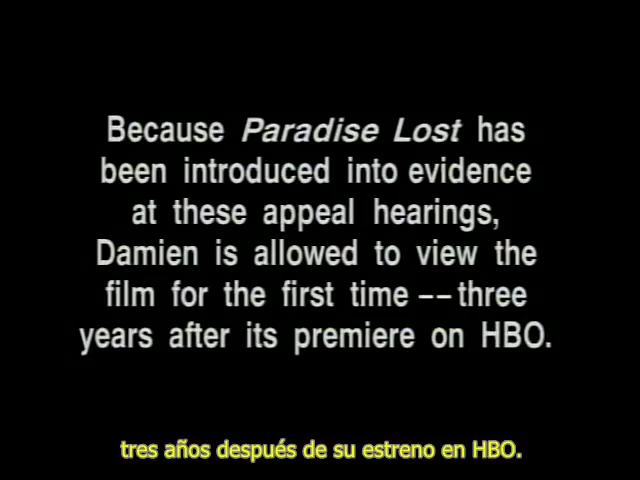 Because Paradise Lost has
been introduced into evidence
at these appeal hearings,
Damien is allowed to view the
film for the first time -- three
years after its premiere on HBO.
tres años después de su estreno en HBO.